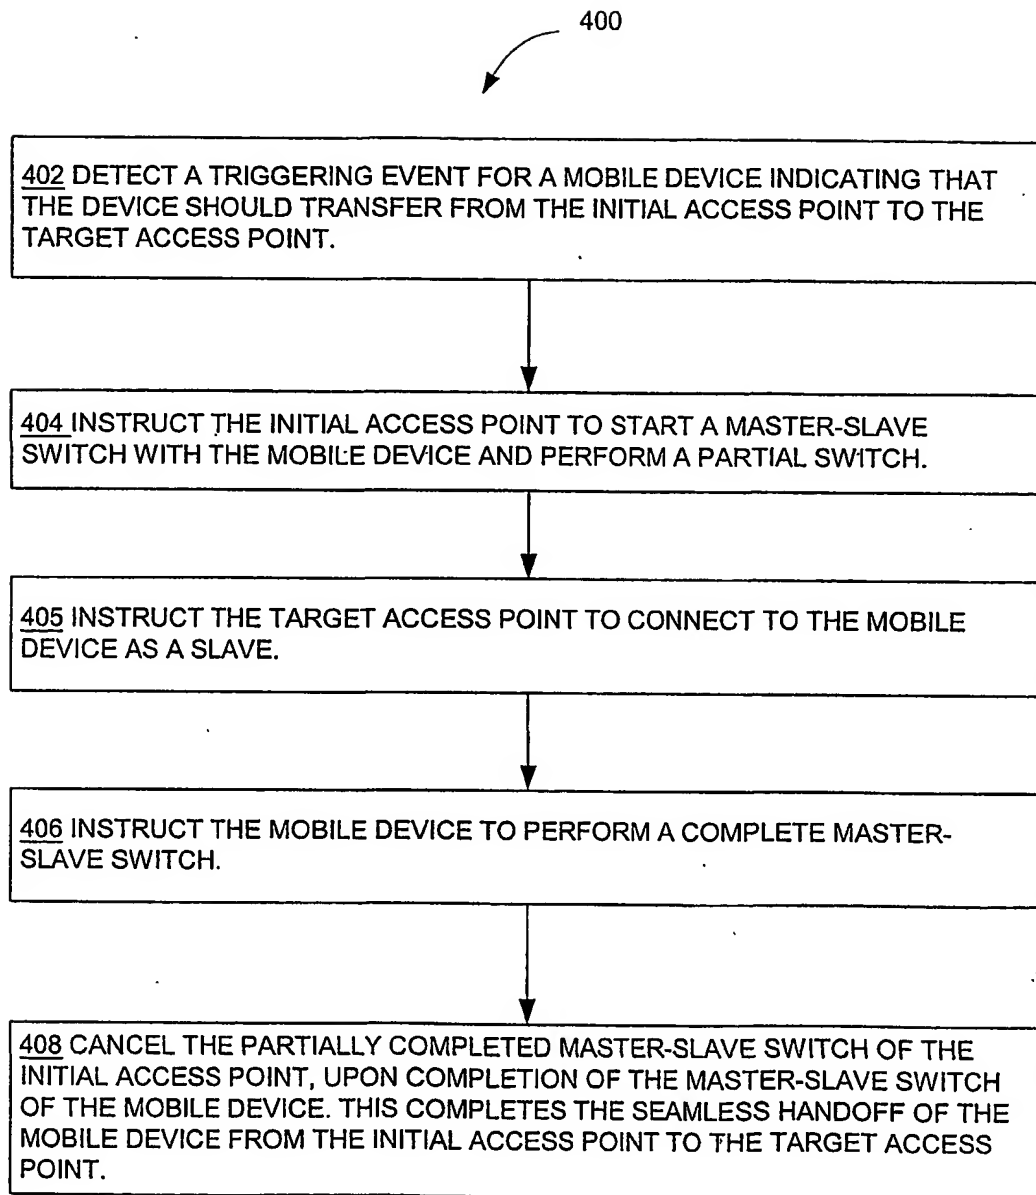 400
402 DETECT A TRIGGERING EVENT FOR A MOBILE DEVICE INDICATING THAT
THE DEVICE SHOULD TRANSFER FROM THE INITIAL ACCESS POINT TO THE
TARGET ACCESS POINT.
404 INSTRUCT THE INITIAL ACCESS POINT TO START A MASTER-SLAVE
SWITCH WITH THE MOBILE DEVICE AND PERFORM A PARTIAL SWITCH.
405 INSTRUCT THE TARGET ACCESS POINT TO CONNECT TO THE MOBILE
DEVICE AS A SLAVE.
406 INSTRUCT THE MOBILE DEVICE TO PERFORM A COMPLETE MASTER-
SLAVE SWITCH.
408 CANCEL THE PARTIALLY COMPLETED MASTER-SLAVE SWITCH OF THE
INITIAL ACCESS POINT, UPON COMPLETION OF THE MASTER-SLAVE SWITCH
OF THE MOBILE DEVICE. THIS COMPLETES THE SEAMLESS HANDOFF OF THE
MOBILE DEVICE FROM THE INITIAL ACCESS POINT TO THE TARGET ACCESS
POINT.